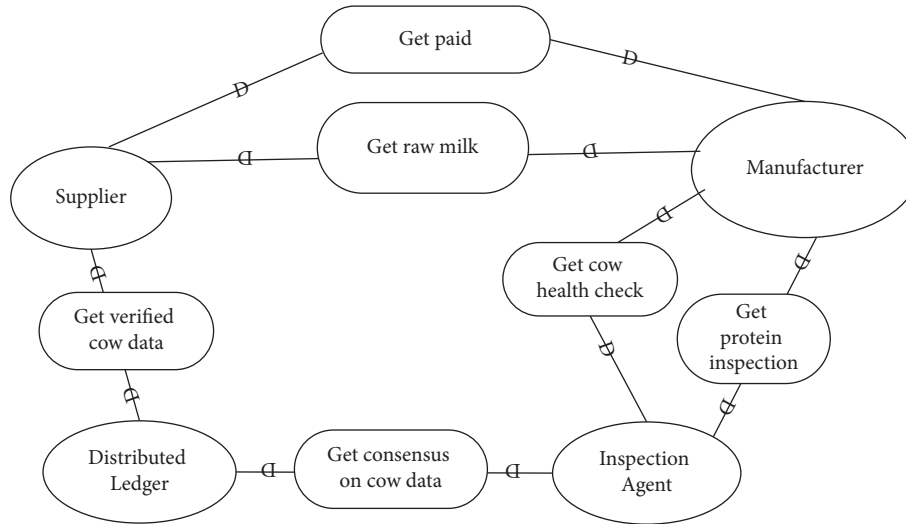 Get paid
D
D
Get raw milk
D
D
Manufacturer
Supplier
D
Get cow
health check
D
D
Get verified
cow data
D
Get
protein
inspection
D
D
D
Distributed
Ledger
D
Get consensus
on cow data
D
Inspection
Agent